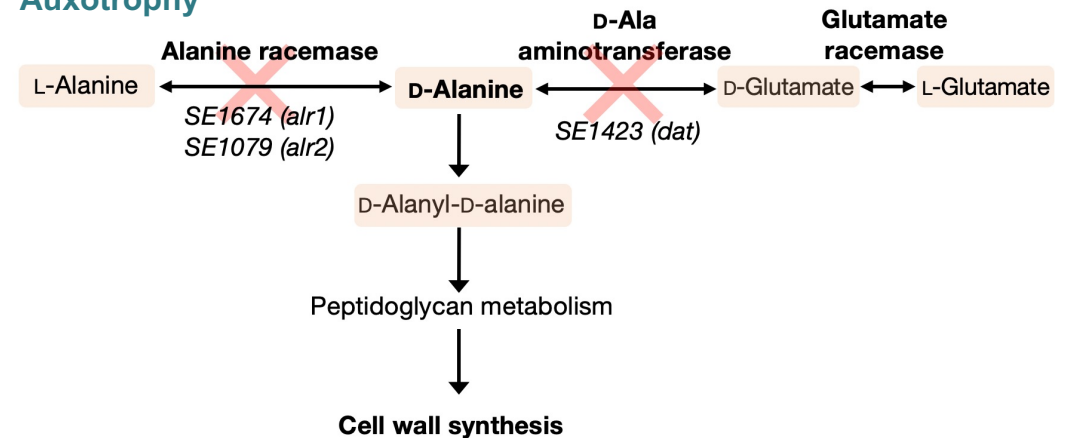 Auxotrophy
Alanine racemase
D-Ala
aminotransferase
Glutamate
racemase
L-Alanine
D-Alanine
D-Glutamate
L-Glutamate
SE1674 (alr1)
SE1079 (alr2)
SE1423 (dat)
D-Alanyl-D-alanine
Peptidoglycan metabolism
Cell wall synthesis